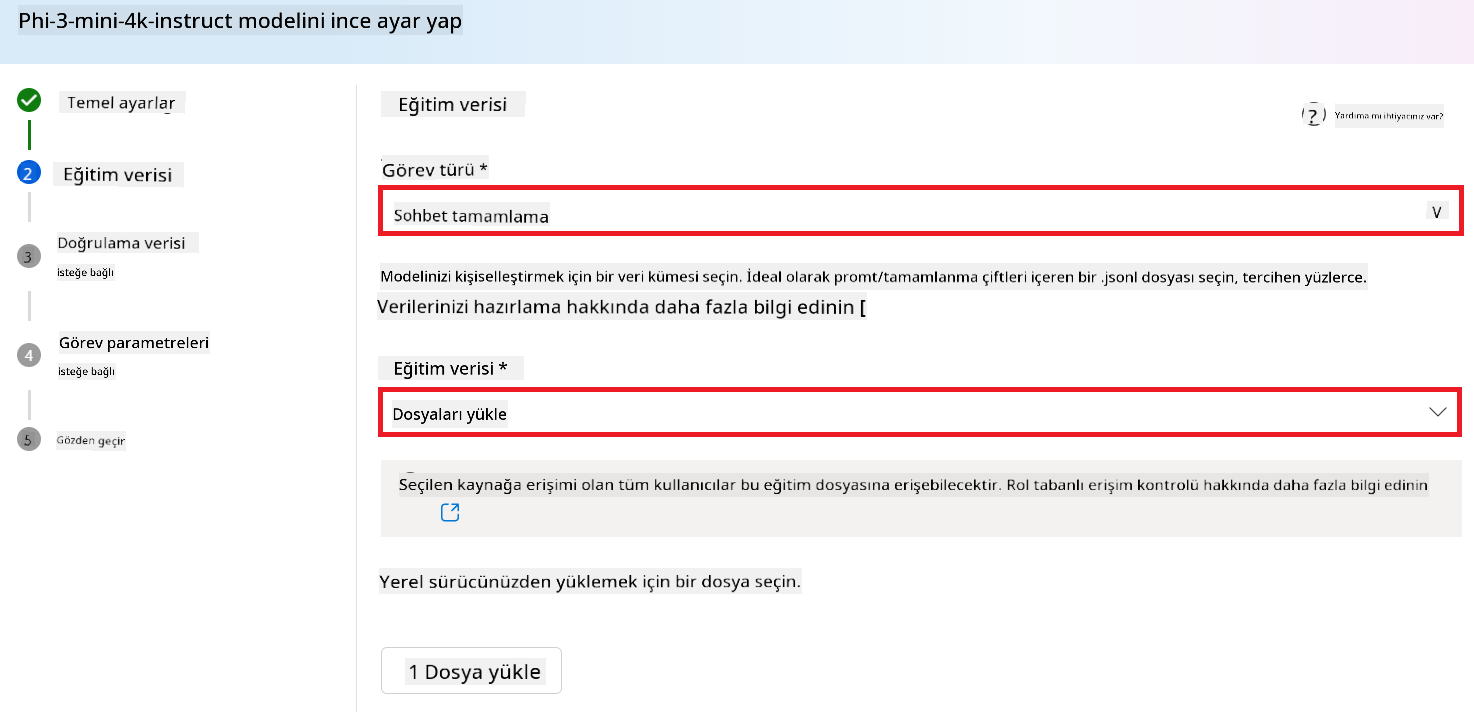 Phi-3-mini-4k-instruct modelini ince ayar yap
Temel ayarlar
2
Eğitim verisi
3
Doğrulama verisi
isteğe bağlı
4
Görev parametreleri
isteğe bağlı
5
Gözden geçir
Eğitim verisi
?
Yardıma mı ihtiyacınız var?
Görev türü *
Sohbet tamamlama
V
Modelinizi kişiselleştirmek için bir veri kümesi seçin. İdeal olarak promt/tamamlanma çiftleri içeren bir .jsonl dosyası seçin, tercihen yüzlerce.
Verilerinizi hazırlama hakkında daha fazla bilgi edinin [
Eğitim verisi *
Dosyaları yükle
Seçilen kaynağa erişimi olan tüm kullanıcılar bu eğitim dosyasına erişebilecektir. Rol tabanlı erişim kontrolü hakkında daha fazla bilgi edinin
Yerel sürücünüzden yüklemek için bir dosya seçin.
1 Dosya yükle